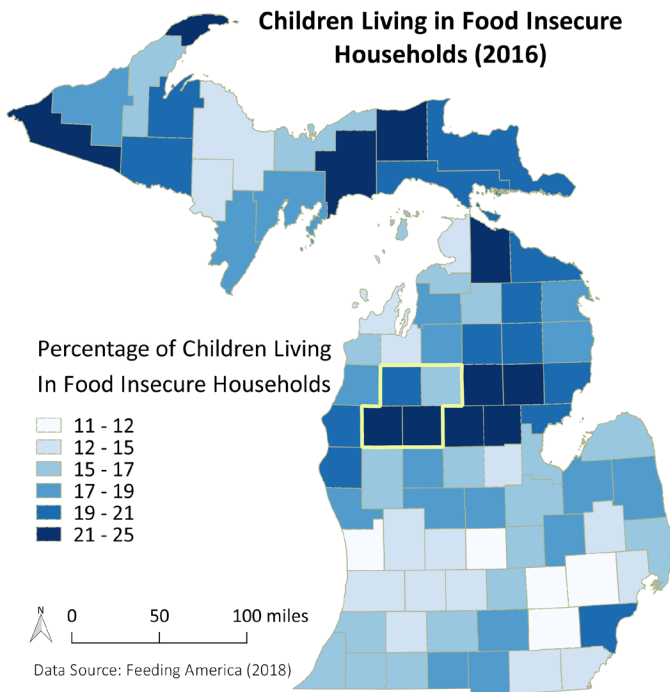 Children Living in Food Insecure
Households (2016)
Percentage of Children Living
In Food Insecure Households
11 - 12
12 - 15
15 - 17
17 - 19
19 - 21
21 - 25
N
0 50 100 miles
Data Source: Feeding America (2018)